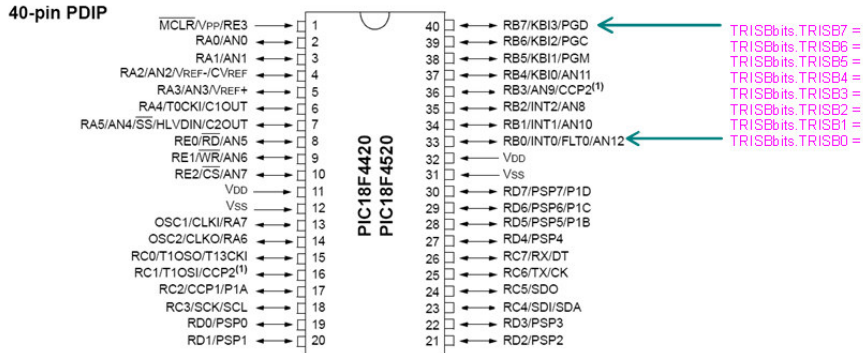 40-pin PDIP
MCLR/VPP/RE3 1
RA0/AN0 2
RA1/AN1 3
RA2/AN2/VREF-/CVREF 4
RA3/AN3/VREF+ 5
RA4/T0CKI/C1OUT 6
RA5/AN4/SS/HLVDIN/C2OUT 7
RE0/RD/AN5 8
RE1/WR/AN6 9
RE2/CS/AN7 10
VDD 11
VSS 12
OSC1/CLKI/RA7 13
OSC2/CLKO/RA6 14
RC0/T1OSO/T13CKI 15
RC1/T1OSI/CCP2(1) 16
RC2/CCP1/P1A 17
RC3/SCK/SCL 18
RD0/PSP0 19
RD1/PSP1 20
PIC18F4420
PIC18F4520
40 RB7/KBI3/PGD
39 RB6/KBI2/PGC
38 RB5/KBI1/PGM
37 RB4/KBI0/AN11
36 RB3/AN9/CCP2(1)
35 RB2/INT2/AN8
34 RB1/INT1/AN10
33 RB0/INT0/FLT0/AN12
32 VDD
31 VSS
30 RD7/PSP7/P1D
29 RD6/PSP6/P1C
28 RD5/PSP5/P1B
27 RD4/PSP4
26 RC7/RX/DT
25 RC6/TX/CK
24 RC5/SDO
23 RC4/SDI/SDA
22 RD3/PSP3
21 RD2/PSP2
TRISBbits.TRISB7 =
TRISBbits.TRISB6 =
TRISBbits.TRISB5 =
TRISBbits.TRISB4 =
TRISBbits.TRISB3 =
TRISBbits.TRISB2 =
TRISBbits.TRISB1 =
TRISBbits.TRISB0 =